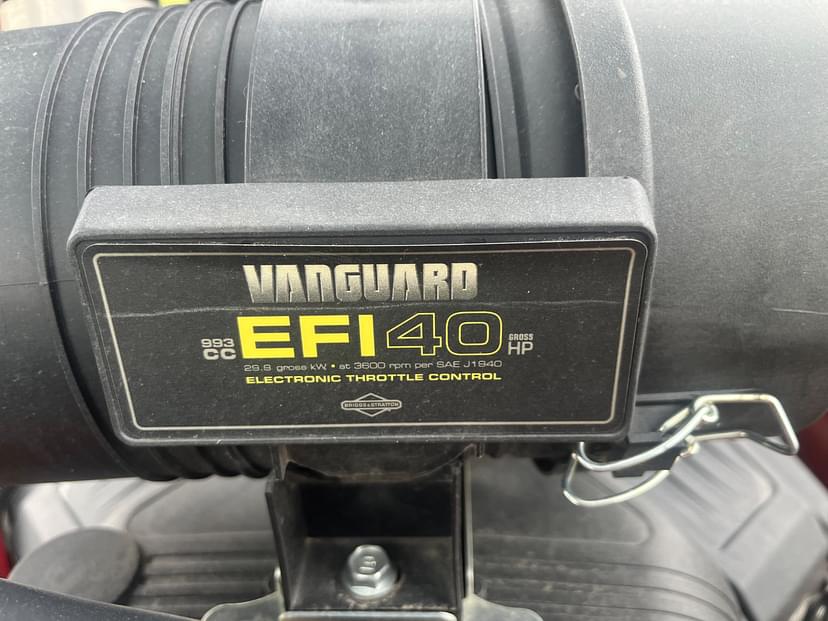 VANGUARD
993 CC EFI 40 GROSS HP
29.9 gross kW • at 3600 rpm per SAE J1940
ELECTRONIC THROTTLE CONTROL
BRIGGS & STRATTON